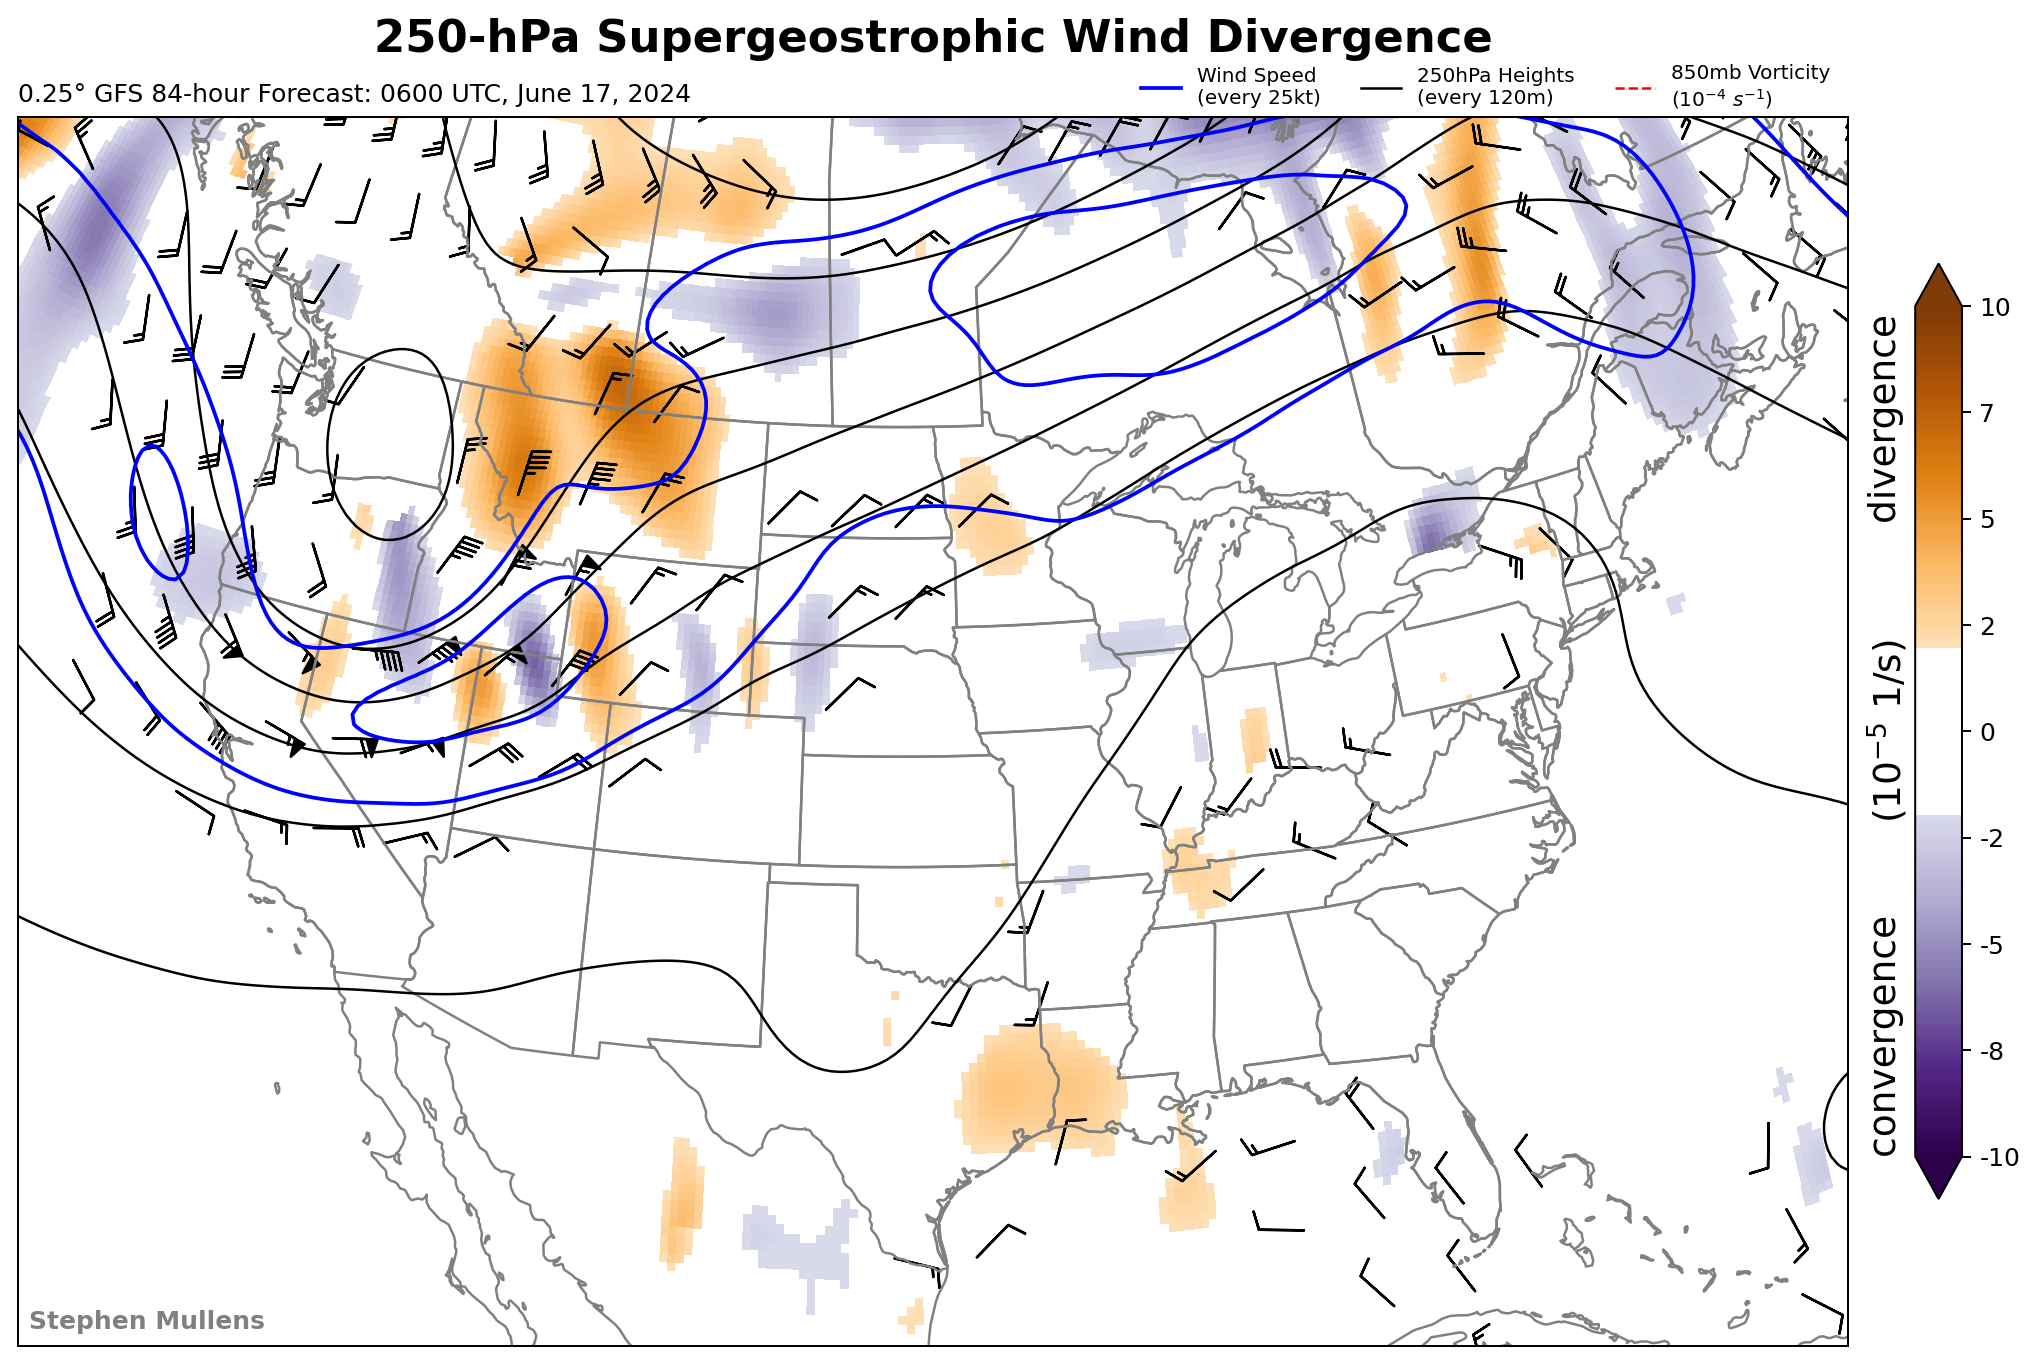 250-hPa Supergeostrophic Wind Divergence
0.25° GFS 84-hour Forecast: 0600 UTC, June 17, 2024
Wind Speed
(every 25kt)
250hPa Heights
(every 120m)
850mb Vorticity
(10⁻⁴ s⁻¹)
10
7
5
2
0
-2
-5
-8
-10
convergence (10⁻⁵ 1/s) divergence
Stephen Mullens